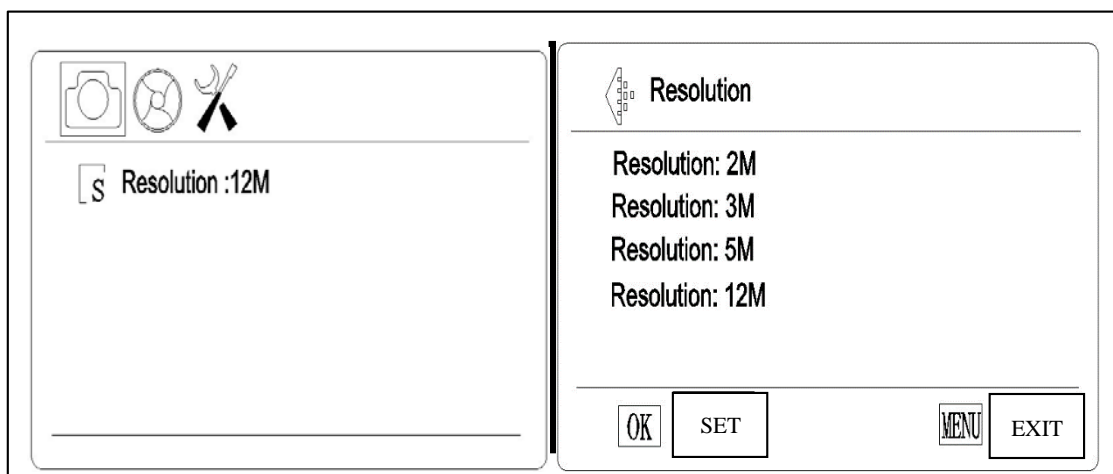 S Resolution :12M
Resolution
Resolution: 2M
Resolution: 3M
Resolution: 5M
Resolution: 12M
OK SET MENU EXIT